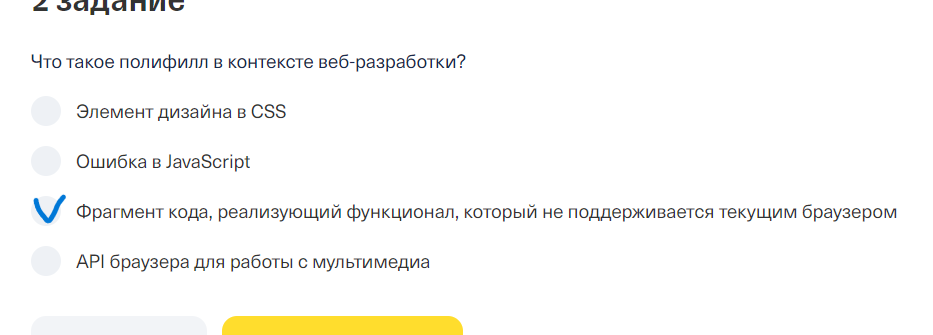 2 задание
Что такое полифилл в контексте веб-разработки?
Элемент дизайна в CSS
Ошибка в JavaScript
Фрагмент кода, реализующий функционал, который не поддерживается текущим браузером
API браузера для работы с мультимедиа